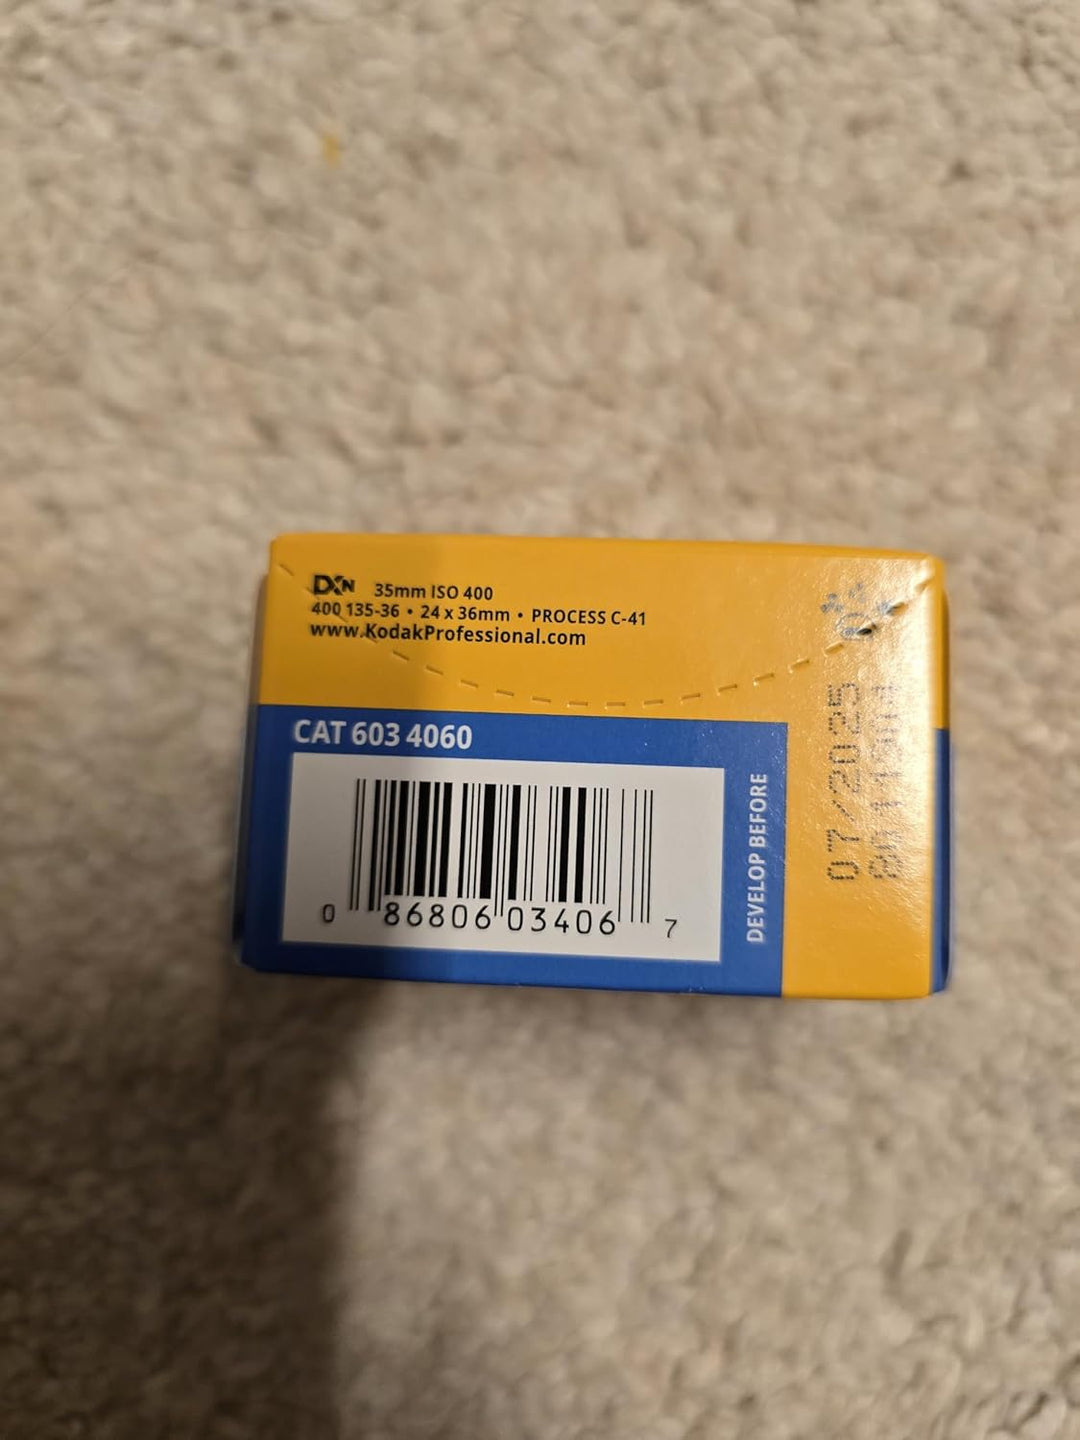 DXN 35mm ISO 400
400 135-36 • 24 x 36mm • PROCESS C-41
www.KodakProfessional.com
CAT 603 4060
0 86806 03406 7
DEVELOP BEFORE
07/2025